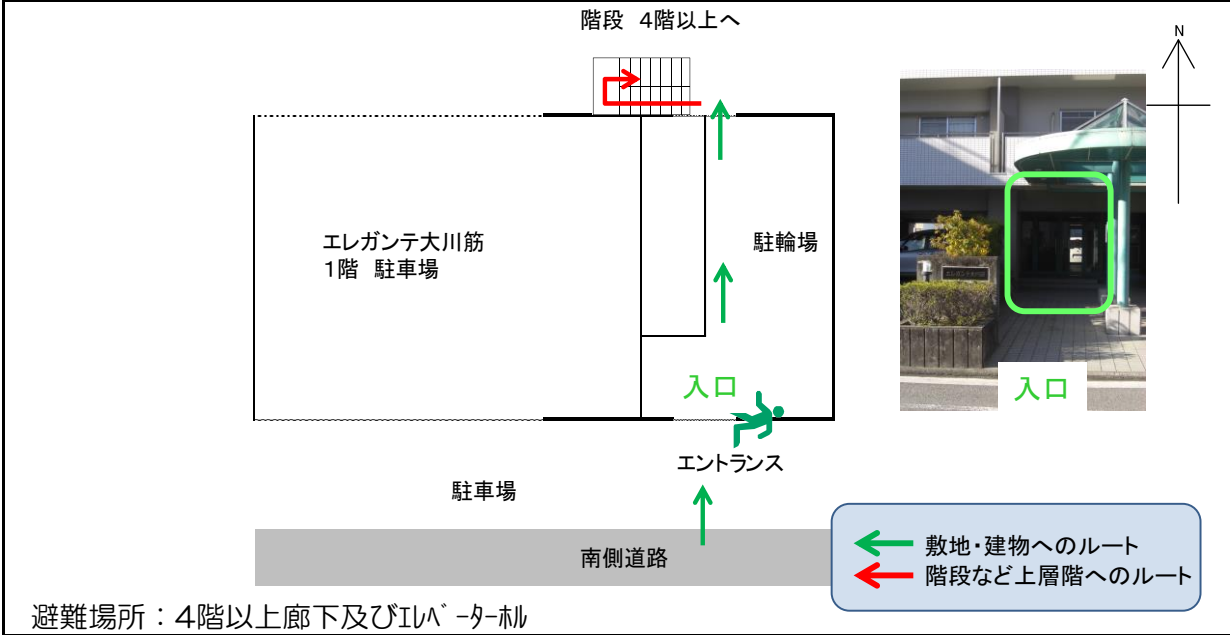 階段 4階以上へ
N
エレガンテ大川筋
1階 駐車場
駐輪場
入口
入口
エントランス
駐車場
南側道路
敷地・建物へのルート
階段など上層階へのルート
避難場所：4階以上廊下及びｴﾚﾍﾞｰﾀｰﾎｰﾙ